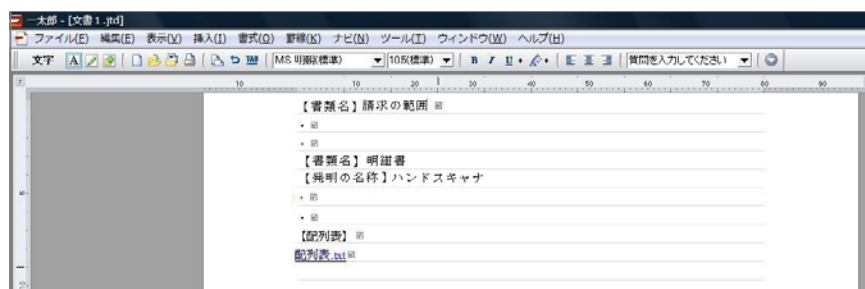 一太郎 - [文書1.jtd]
ファイル(F) 編集(E) 表示(V) 挿入(I) 書式(O) 罫線(K) ナビ(N) ツール(T) ウィンドウ(W) ヘルプ(H)
文字 A MS 明朝(標準) 10.5(標準) B I U 質問を入力してください
10 10 20 30 40 50 60 70 80 90
【書類名】請求の範囲
・
・
【書類名】明細書
【発明の名称】ハンドスキャナ
・
・
【配列表】
配列表.txt